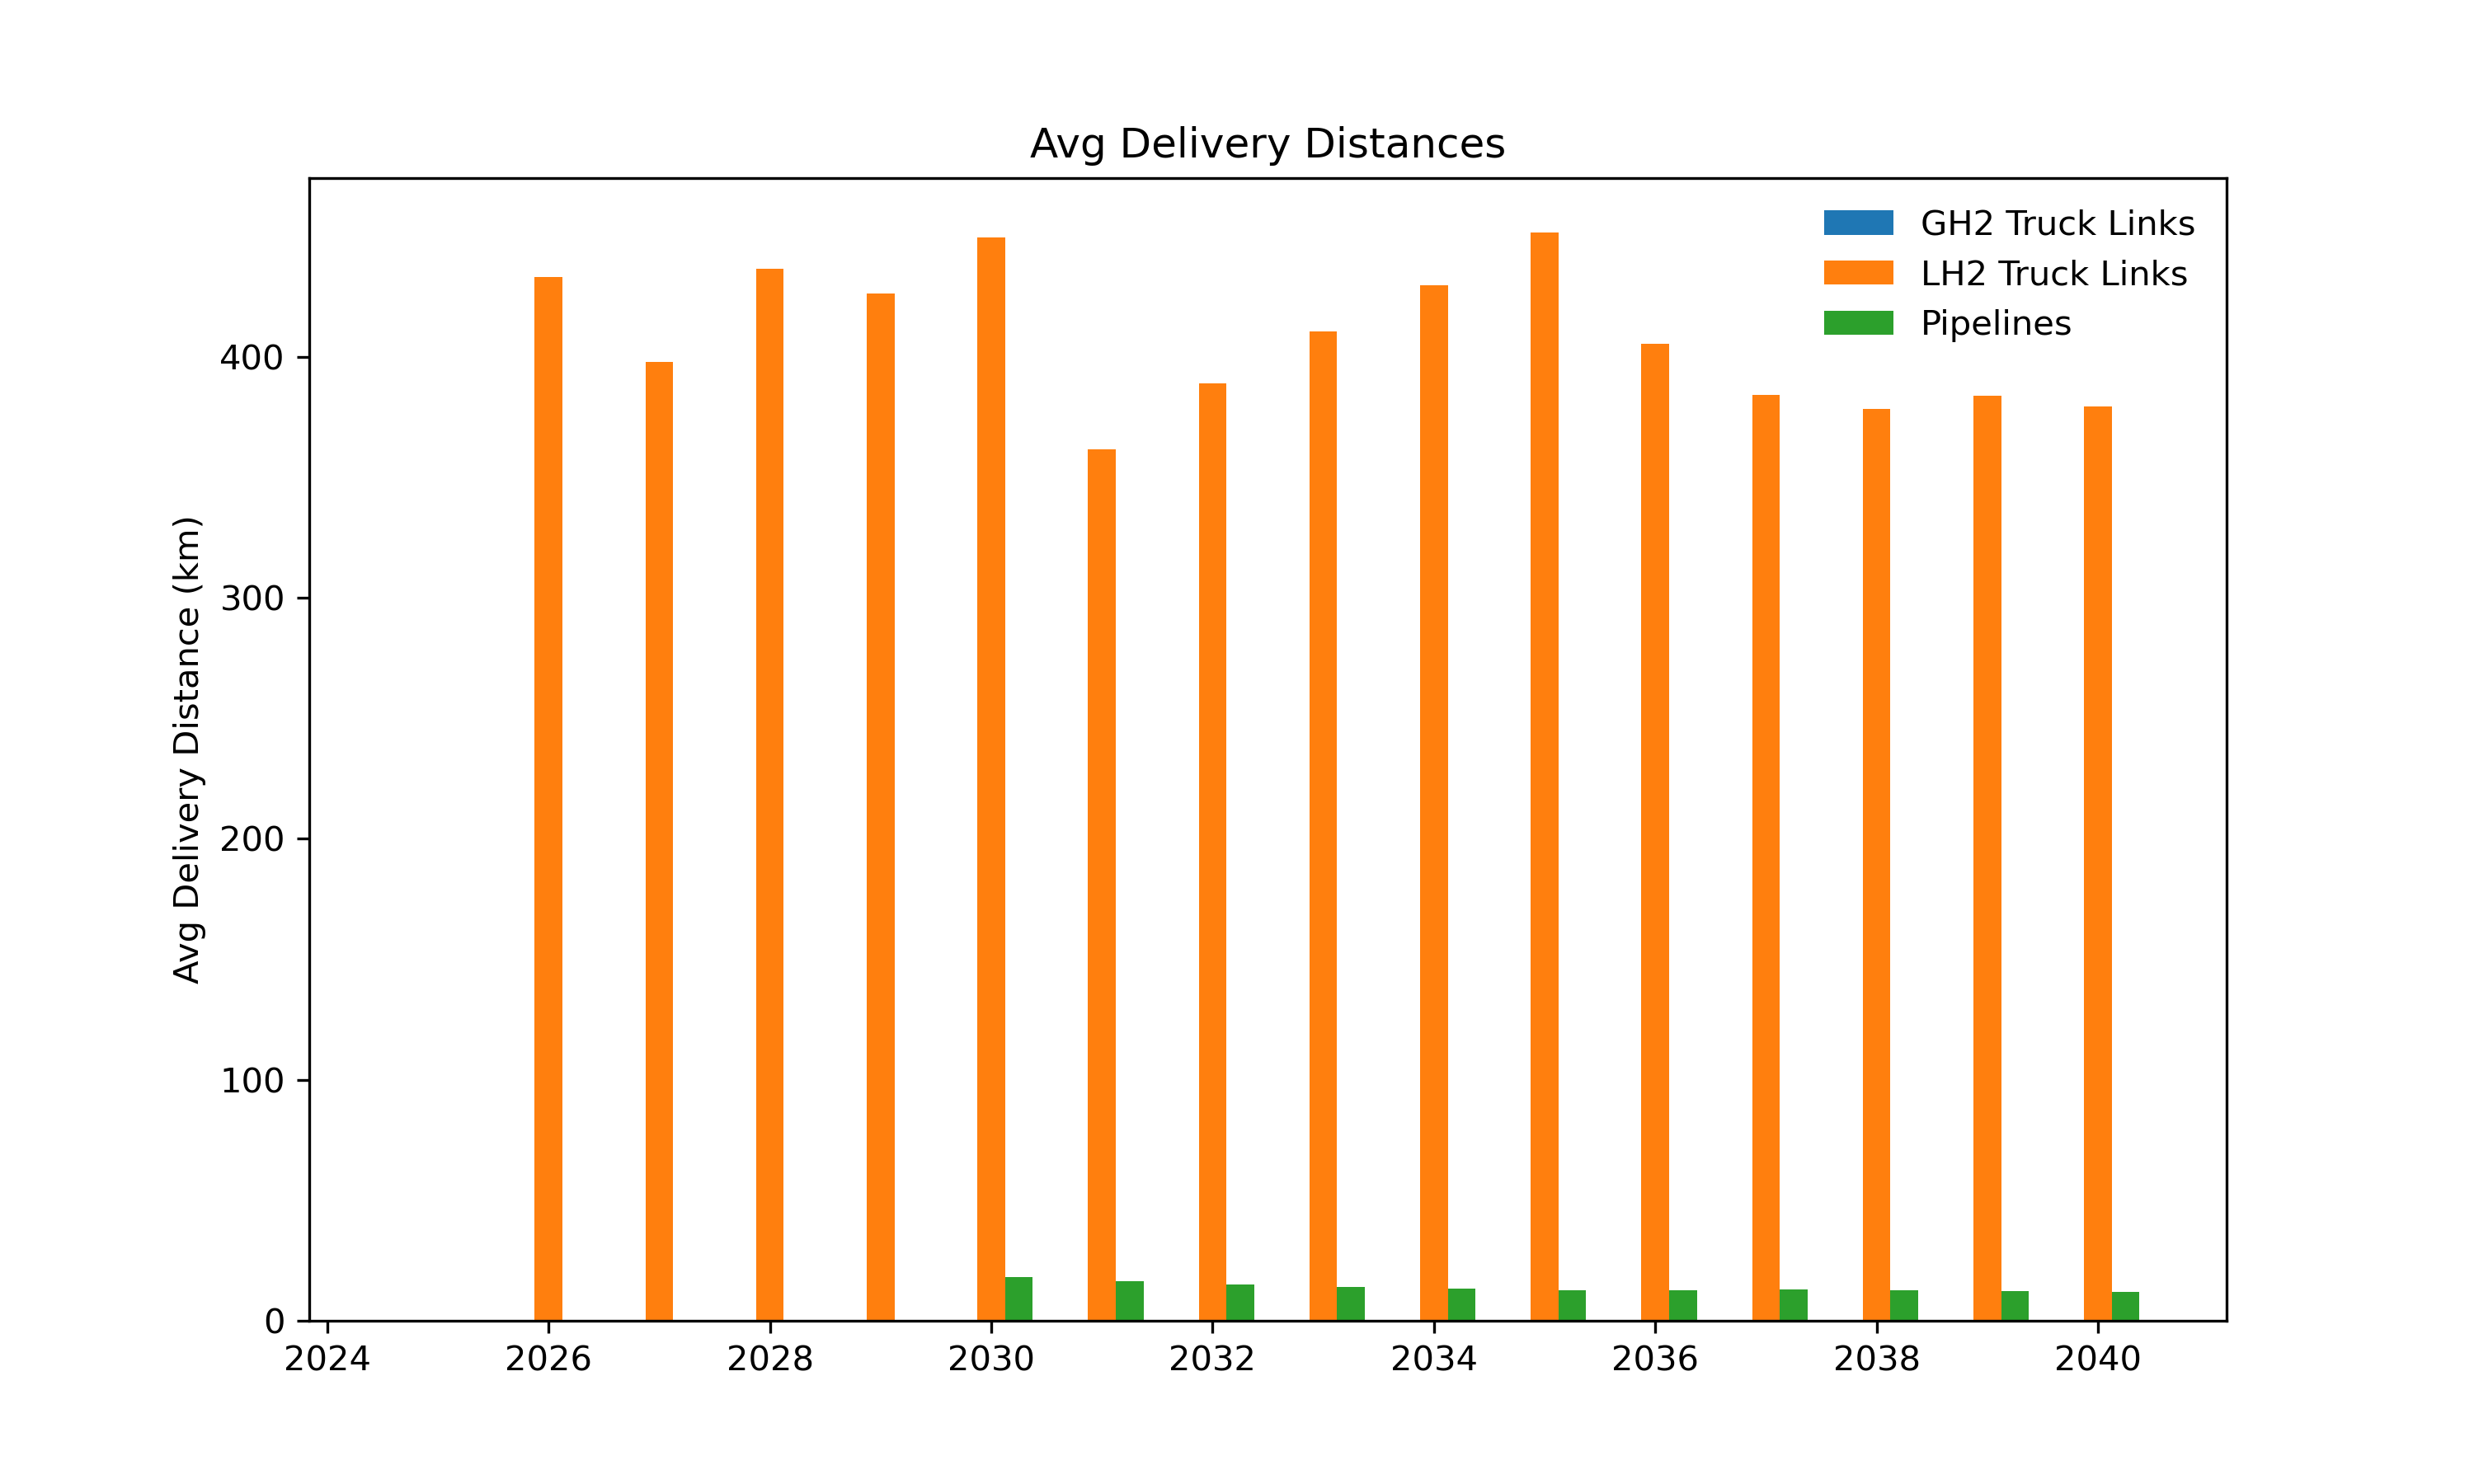 Avg Delivery Distances
GH2 Truck Links
LH2 Truck Links
Pipelines
Avg Delivery Distance (km)
400
300
200
100
0
2024 2026 2028 2030 2032 2034 2036 2038 2040